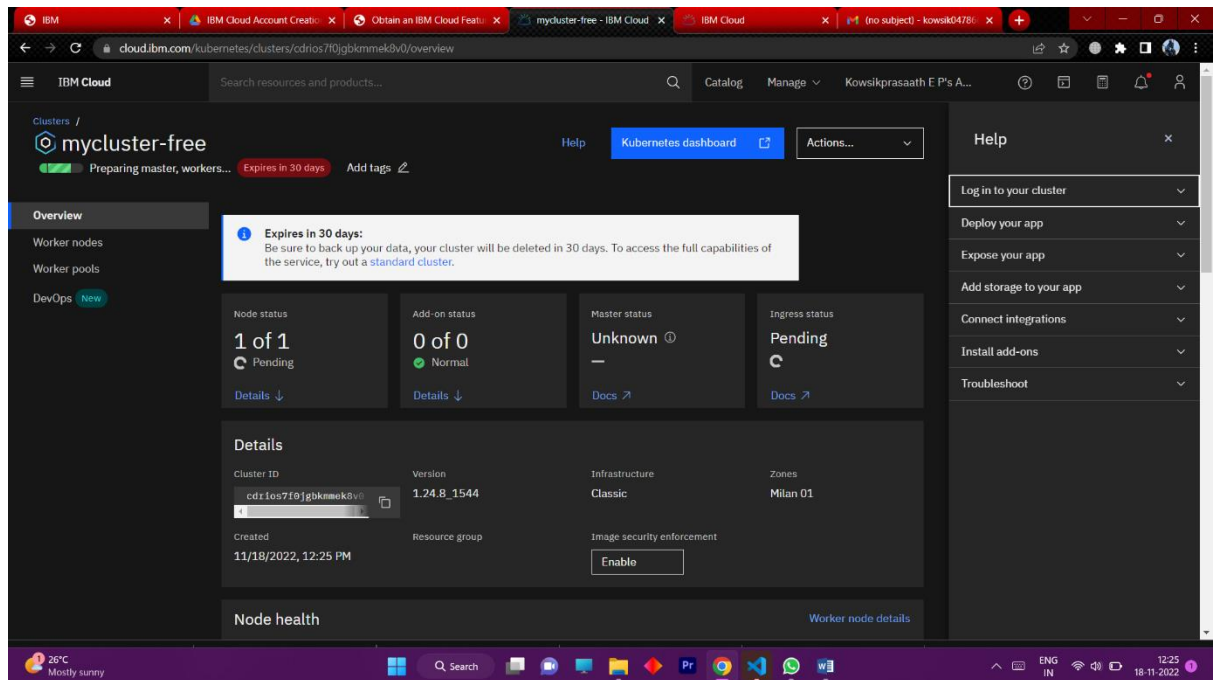 IBM
IBM Cloud Account Creatio
Obtain an IBM Cloud Featu
mycluster-free - IBM Cloud
IBM Cloud
(no subject) - kowsik04786
cloud.ibm.com/kubernetes/clusters/cdrios7f0jgbkmmek8v0/overview
IBM Cloud
Search resources and products...
Catalog
Manage
Kowsikprasaath E P's A...
Clusters /
mycluster-free
Preparing master, workers...
Expires in 30 days
Add tags
Help
Kubernetes dashboard
Actions...
Overview
Worker nodes
Worker pools
DevOps New
Expires in 30 days:
Be sure to back up your data, your cluster will be deleted in 30 days. To access the full capabilities of
the service, try out a standard cluster.
Node status
1 of 1
Pending
Details
Add-on status
0 of 0
Normal
Details
Master status
Unknown
—
Docs
Ingress status
Pending
Docs
Details
Cluster ID
cdrios7f0jgbkmmek8v0
Version
1.24.8_1544
Infrastructure
Classic
Zones
Milan 01
Created
11/18/2022, 12:25 PM
Resource group
Image security enforcement
Enable
Node health
Worker node details
Help
Log in to your cluster
Deploy your app
Expose your app
Add storage to your app
Connect integrations
Install add-ons
Troubleshoot
1
26°C
Mostly sunny
Search
Pr
ENG
IN
12:25
18-11-2022
1